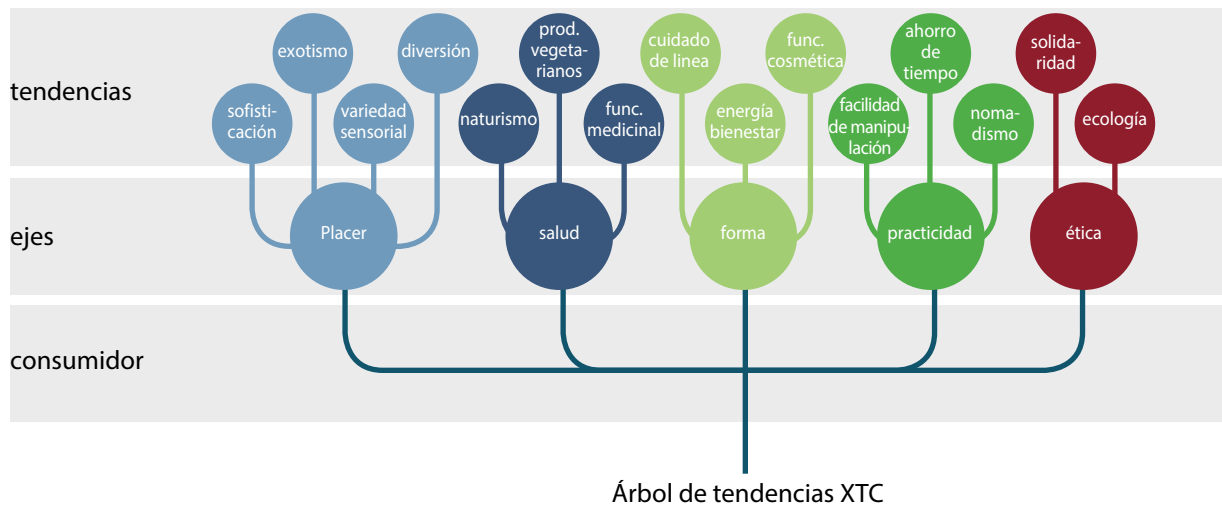 tendencias
sofisti-
cación
exotismo
variedad
sensorial
diversión
naturismo
prod.
vegeta-
rianos
func.
medicinal
cuidado
de linea
energía
bienestar
func.
cosmética
facilidad
de manipu-
lación
ahorro
de
tiempo
noma-
dismo
solida-
ridad
ecología
ejes
Placer
salud
forma
practicidad
ética
consumidor
Árbol de tendencias XTC